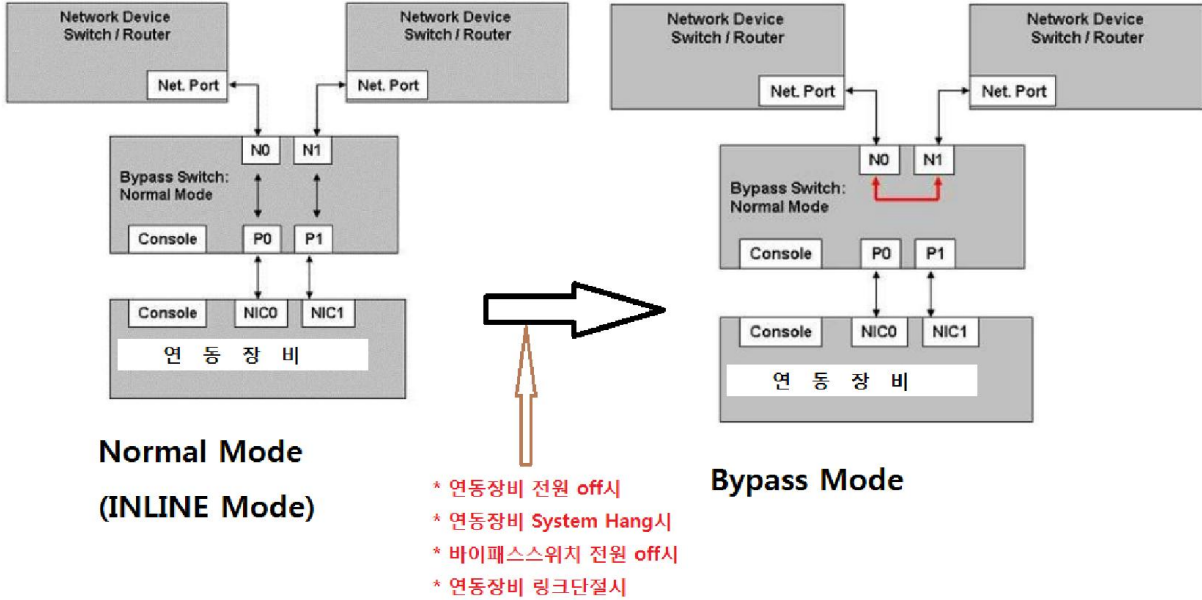 Network Device
Switch / Router
Net. Port
Network Device
Switch / Router
Net. Port
N0
N1
Bypass Switch:
Normal Mode
Console
P0
P1
Console
NIC0
NIC1
연 동 장 비
Normal Mode
(INLINE Mode)
* 연동장비 전원 off시
* 연동장비 System Hang시
* 바이패스스위치 전원 off시
* 연동장비 링크단절시
Network Device
Switch / Router
Net. Port
Network Device
Switch / Router
Net. Port
N0
N1
Bypass Switch:
Normal Mode
Console
P0
P1
Console
NIC0
NIC1
연 동 장 비
Bypass Mode